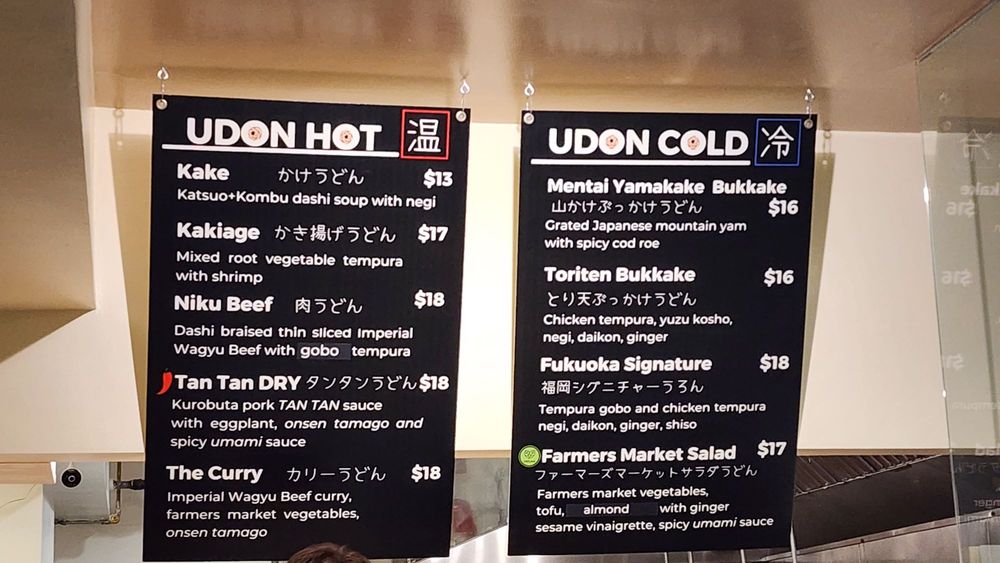 UDON HOT 温
Kake かけうどん $13
Katsuo+Kombu dashi soup with negi
Kakiage かき揚げうどん $17
Mixed root vegetable tempura
with shrimp
Niku Beef 肉うどん $18
Dashi braised thin sliced Imperial
Wagyu Beef with gobo tempura
Tan Tan DRY タンタンうどん $18
Kurobuta pork TAN TAN sauce
with eggplant, onsen tamago and
spicy umami sauce
The Curry カリーうどん $18
Imperial Wagyu Beef curry,
farmers market vegetables,
onsen tamago
UDON COLD 冷
Mentai Yamakake Bukkake
山かけぶっかけうどん $16
Grated Japanese mountain yam
with spicy cod roe
Toriten Bukkake $16
とり天ぶっかけうどん
Chicken tempura, yuzu kosho,
negi, daikon, ginger
Fukuoka Signature $18
福岡シグニチャーうろん
Tempura gobo and chicken tempura
negi, daikon, ginger, shiso
Farmers Market Salad $17
ファーマーズマーケットサラダうどん
Farmers market vegetables,
tofu, almond with ginger
sesame vinaigrette, spicy umami sauce